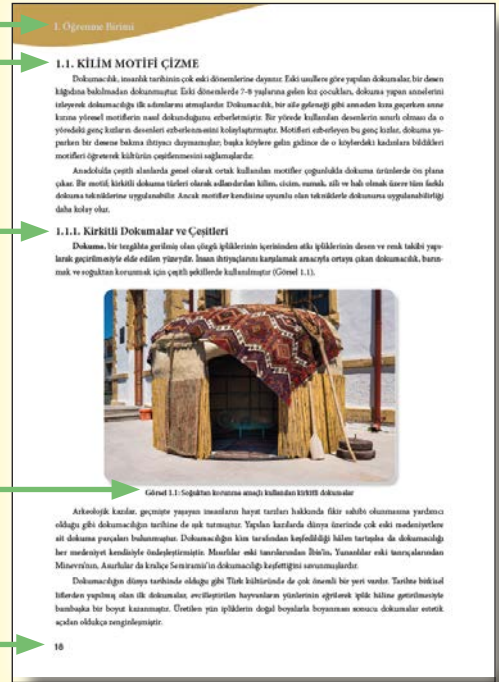 1. Öğrenme Birimi
1.1. KİLİM MOTİFİ ÇİZME
Dokumacılık, insanlık tarihinin çok eski dönemlerine dayanır. Eski usullere göre yapılan dokumalar, bir desen
kâğıdına bakılmadan dokunmuştur. Eski dönemlerde 7-8 yaşlarına gelen kız çocukları, dokuma yapan annelerini
izleyerek dokumacılığa ilk adımlarını atmışlardır. Dokumacılık, bir aile geleneği gibi anneden kıza geçerken anne
kızına yöresel motiflerin nasıl dokunduğunu ezberletmiştir. Bir yörede kullanılan desenlerin sınırlı olması da o
yöredeki genç kızların desenleri ezberlenmesini kolaylaştırmıştır. Motifleri ezberleyen bu genç kızlar, dokuma ya-
parken bir desene bakma ihtiyacı duymamışlar; başka köylere gelin gidince de o köylerdeki kadınlara bildikleri
motifleri öğreterek kültürün çeşitlenmesini sağlamışlardır.
Anadolu'da çeşitli alanlarda genel olarak ortak kullanılan motifler çoğunlukla dokuma ürünlerde ön plana
çıkar. Bir motif; kirkitli dokuma türleri olarak adlandırılan kilim, cicim, sumak, zili ve halı olmak üzere tüm farklı
dokuma tekniklerine uygulanabilir. Ancak motifler kendisine uyumlu olan tekniklerle dokunursa uygulanabilirliği
daha kolay olur.
1.1.1. Kirkitli Dokumalar ve Çeşitleri
Dokuma, bir tezgâhta gerilmiş olan çözgü ipliklerinin içerisinden atkı ipliklerinin desen ve renk takibi yapı-
larak geçirilmesiyle elde edilen yüzeydir. İnsan ihtiyaçlarını karşılamak amacıyla ortaya çıkan dokumacılık, barın-
mak ve soğuktan korunmak için çeşitli şekillerde kullanılmıştır (Görsel 1.1).
Görsel 1.1: Soğuktan korunma amaçlı kullanılan kirkitli dokumalar
Arkeolojik kazılar, geçmişte yaşayan insanların hayat tarzları hakkında fikir sahibi olunmasına yardımcı
olduğu gibi dokumacılığın tarihine de ışık tutmuştur. Yapılan kazılarda dünya üzerinde çok eski medeniyetlere
ait dokuma parçaları bulunmuştur. Dokumacılığın kim tarafından keşfedildiği hâlen tartışılsa da dokumacılığı
her medeniyet kendisiyle özdeşleştirmiştir. Mısırlılar eski tanrılarından İbis'in, Yunanlılar eski tanrıçalarından
Minevra'nın, Asurlular da kraliçe Semiramis'in dokumacılığı keşfettiğini savunmuşlardır.
Dokumacılığın dünya tarihinde olduğu gibi Türk kültüründe de çok önemli bir yeri vardır. Tarihte bitkisel
liflerden yapılmış olan ilk dokumalar, evcilleştirilen hayvanların yünlerinin eğrilerek iplik hâline getirilmesiyle
bambaşka bir boyut kazanmıştır. Üretilen yün ipliklerin doğal boyalarla boyanması sonucu dokumalar estetik
açıdan oldukça zenginleşmiştir.
18